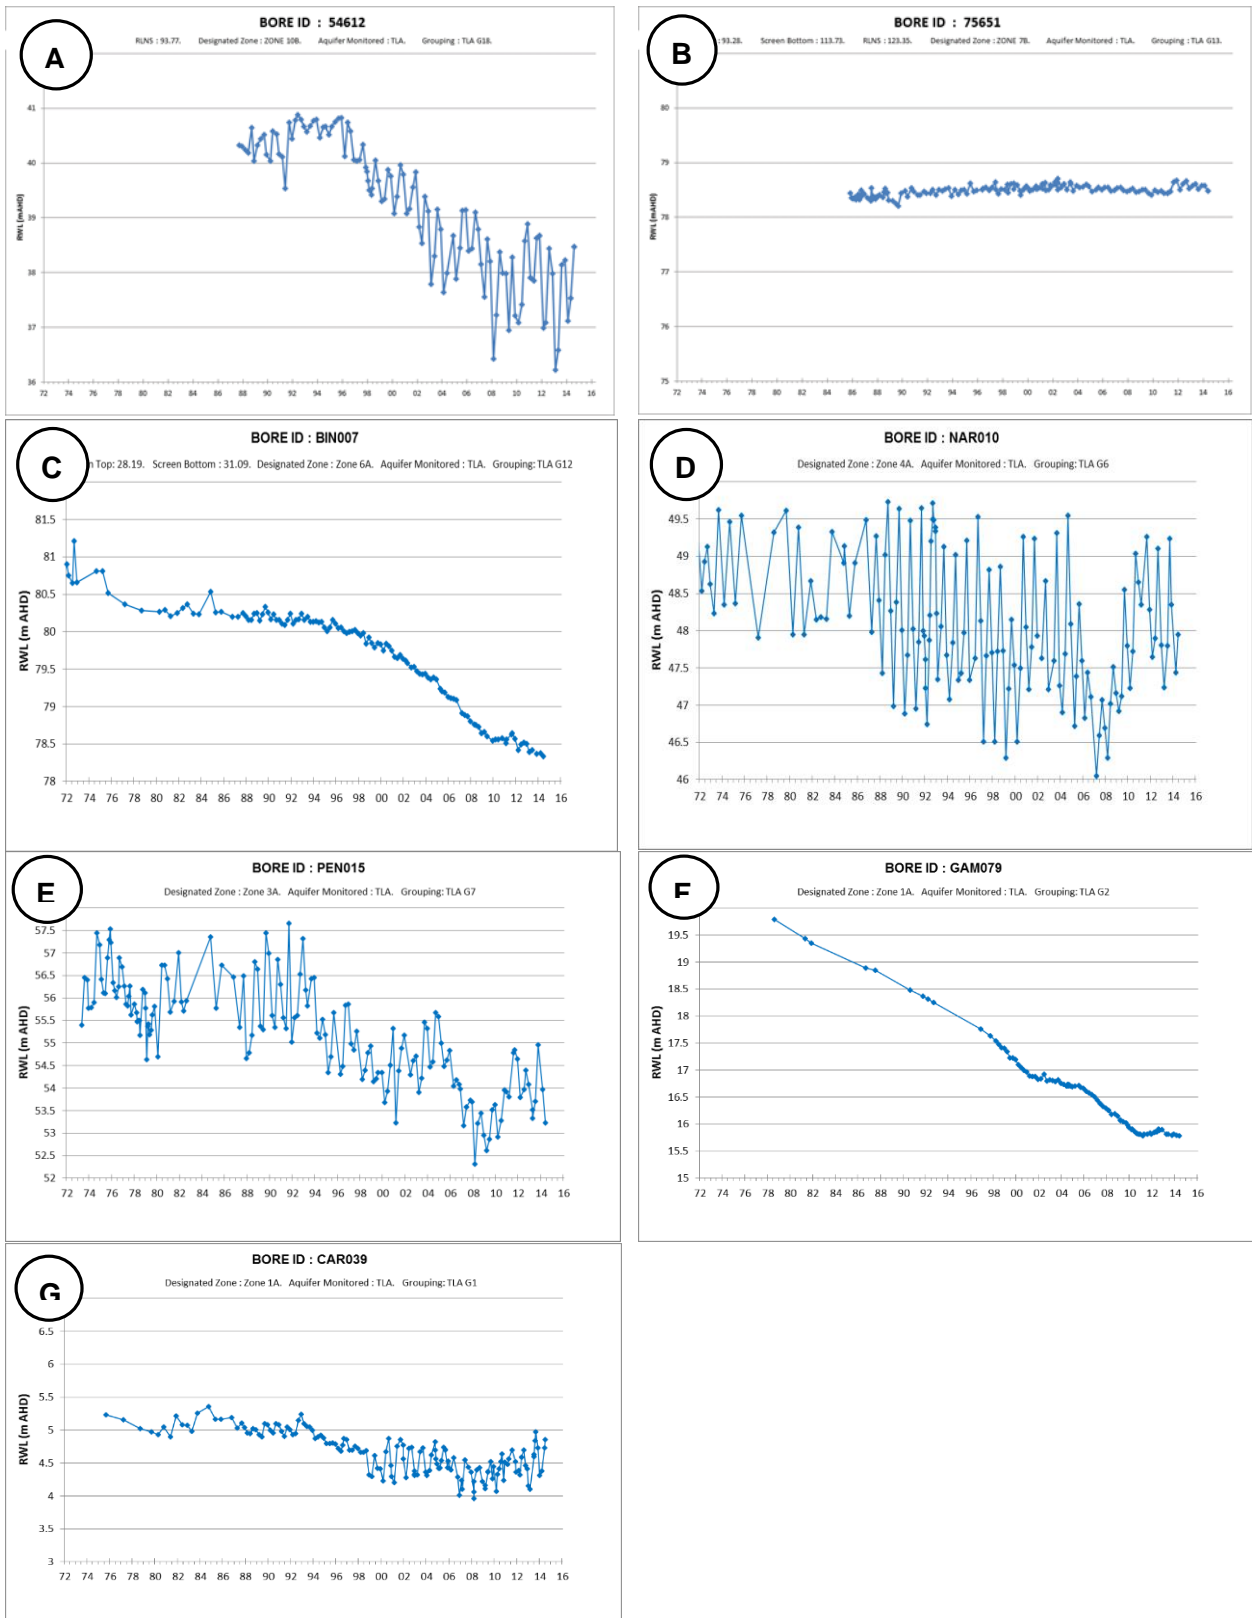 A
BORE ID : 54612
RLNS : 93.77. Designated Zone : ZONE 10B. Aquifer Monitored : TLA. Grouping : TLA G18.
RWL (mAHD)
41
40
39
38
37
36
72 74 76 78 80 82 84 86 88 90 92 94 96 98 00 02 04 06 08 10 12 14 16
B
BORE ID : 75651
: 93.28. Screen Bottom : 113.73. RLNS : 123.35. Designated Zone : ZONE 7B. Aquifer Monitored : TLA. Grouping : TLA G13.
RWL (mAHD)
80
79
78
77
76
75
72 74 76 78 80 82 84 86 88 90 92 94 96 98 00 02 04 06 08 10 12 14 16
C
BORE ID : BIN007
Top: 28.19. Screen Bottom : 31.09. Designated Zone : Zone 6A. Aquifer Monitored : TLA. Grouping: TLA G12
RWL (m AHD)
81.5
81
80.5
80
79.5
79
78.5
78
72 74 76 78 80 82 84 86 88 90 92 94 96 98 00 02 04 06 08 10 12 14 16
D
BORE ID : NAR010
Designated Zone : Zone 4A. Aquifer Monitored : TLA. Grouping: TLA G6
RWL (m AHD)
49.5
49
48.5
48
47.5
47
46.5
46
72 74 76 78 80 82 84 86 88 90 92 94 96 98 00 02 04 06 08 10 12 14 16
E
BORE ID : PEN015
Designated Zone : Zone 3A. Aquifer Monitored : TLA. Grouping: TLA G7
RWL (m AHD)
57.5
57
56.5
56
55.5
55
54.5
54
53.5
53
52.5
52
72 74 76 78 80 82 84 86 88 90 92 94 96 98 00 02 04 06 08 10 12 14 16
F
BORE ID : GAM079
Designated Zone : Zone 1A. Aquifer Monitored : TLA. Grouping: TLA G2
RWL (m AHD)
19.5
19
18.5
18
17.5
17
16.5
16
15.5
15
72 74 76 78 80 82 84 86 88 90 92 94 96 98 00 02 04 06 08 10 12 14 16
G
BORE ID : CAR039
Designated Zone : Zone 1A. Aquifer Monitored : TLA. Grouping: TLA G1
RWL (m AHD)
6.5
6
5.5
5
4.5
4
3.5
3
72 74 76 78 80 82 84 86 88 90 92 94 96 98 00 02 04 06 08 10 12 14 16